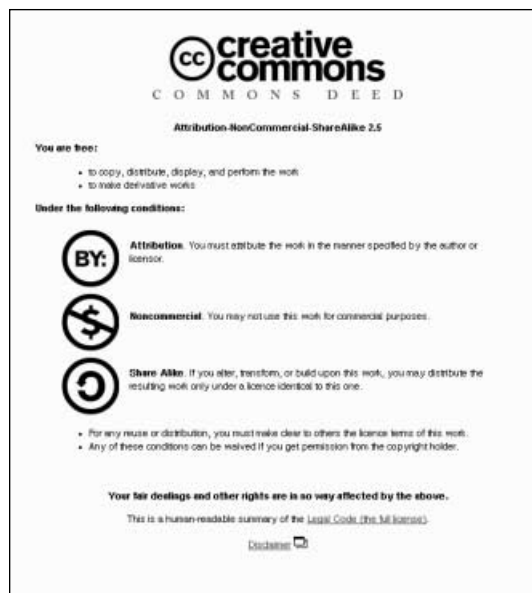 cc creative
commons
COMMONS DEED
Attribution-NonCommercial-ShareAlike 2.5
You are free:
• to copy, distribute, display, and perform the work
• to make derivative works
Under the following conditions:
BY:
Attribution. You must attribute the work in the manner specified by the author or
licensor.
$
Noncommercial. You may not use this work for commercial purposes.
Share Alike. If you alter, transform, or build upon this work, you may distribute the
resulting work only under a licence identical to this one.
• For any reuse or distribution, you must make clear to others the licence terms of this work.
• Any of these conditions can be waived if you get permission from the copyright holder.
Your fair dealings and other rights are in no way affected by the above.
This is a human-readable summary of the Legal Code (the full license).
Disclaimer